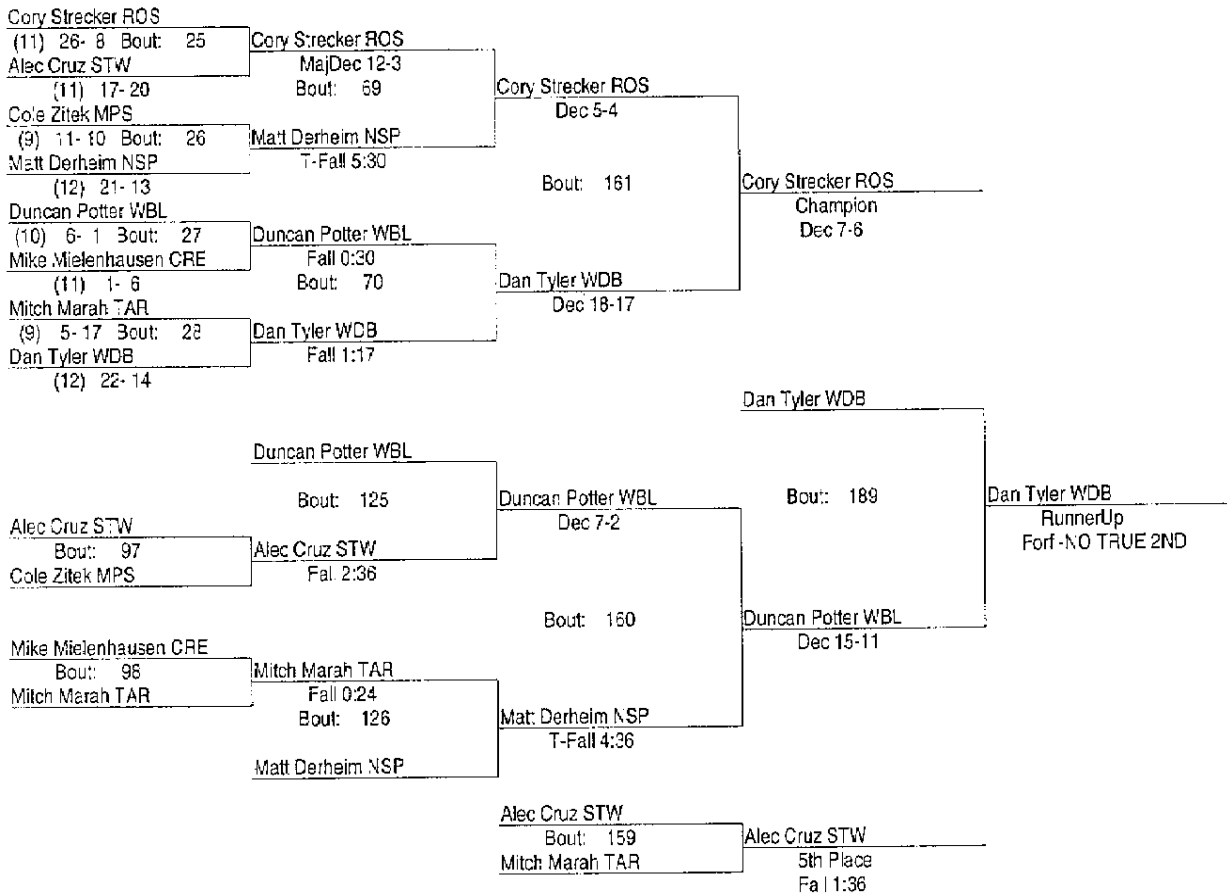 Cory Strecker ROS
(11) 26- 8 Bout: 25
Alec Cruz STW
(11) 17- 20
Cole Zitek MPS
(9) 11- 10 Bout: 26
Matt Derheim NSP
(12) 21- 13
Duncan Potter WBL
(10) 6- 1 Bout: 27
Mike Mielenhausen CRE
(11) 1- 6
Mitch Marah TAR
(9) 5- 17 Bout: 28
Dan Tyler WDB
(12) 22- 14
Cory Strecker ROS
MajDec 12-3
Bout: 69
Matt Derheim NSP
T-Fall 5:30
Duncan Potter WBL
Fall 0:30
Bout: 70
Dan Tyler WDB
Fall 1:17
Cory Strecker ROS
Dec 5-4
Bout: 161
Dan Tyler WDB
Dec 18-17
Cory Strecker ROS
Champion
Dec 7-6
Alec Cruz STW
Bout: 97
Cole Zitek MPS
Mike Mielenhausen CRE
Bout: 98
Mitch Marah TAR
Duncan Potter WBL
Bout: 125
Alec Cruz STW
Fall 2:36
Mitch Marah TAR
Fall 0:24
Bout: 126
Matt Derheim NSP
Duncan Potter WBL
Dec 7-2
Bout: 160
Matt Derheim NSP
T-Fall 4:36
Dan Tyler WDB
Bout: 189
Duncan Potter WBL
Dec 15-11
Dan Tyler WDB
RunnerUp
Forf -NO TRUE 2ND
Alec Cruz STW
Bout: 159
Mitch Marah TAR
Alec Cruz STW
5th Place
Fall 1:36